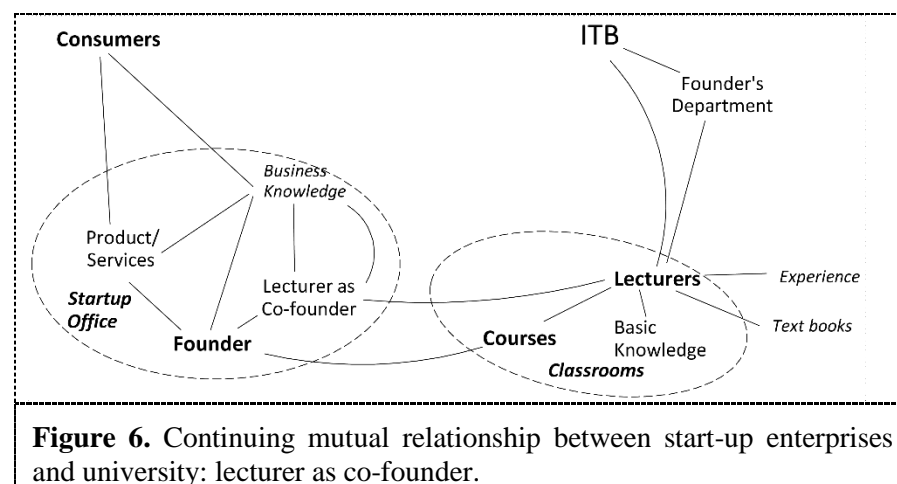 Consumers
ITB
Founder's
Department
Business
Knowledge
Product/
Services
Startup
Office
Lecturer as
Co-founder
Founder
Lecturers
Experience
Text books
Courses
Basic
Knowledge
Classrooms
Figure 6. Continuing mutual relationship between start-up enterprises
and university: lecturer as co-founder.